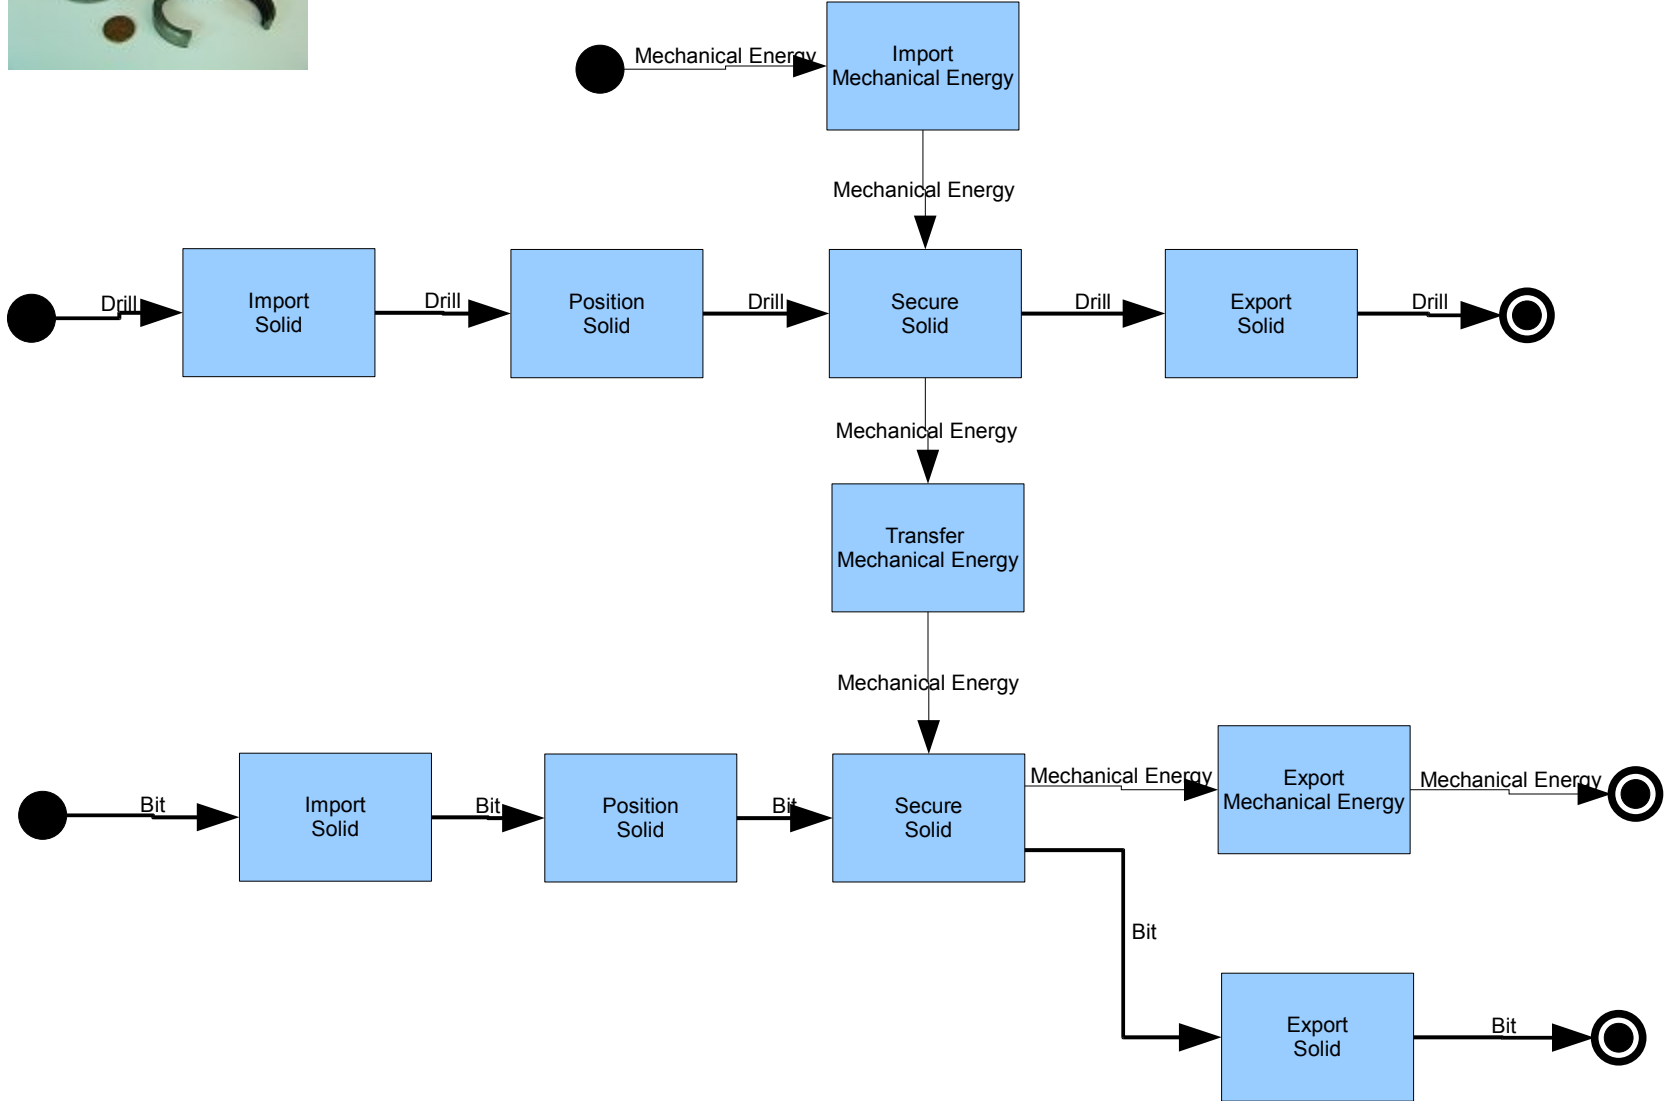 Mechanical Energy
Import
Mechanical Energy
Mechanical Energy
Drill
Import
Solid
Drill
Position
Solid
Drill
Secure
Solid
Drill
Export
Solid
Drill
Mechanical Energy
Transfer
Mechanical Energy
Mechanical Energy
Bit
Import
Solid
Bit
Position
Solid
Bit
Secure
Solid
Mechanical Energy
Export
Mechanical Energy
Mechanical Energy
Bit
Export
Solid
Bit